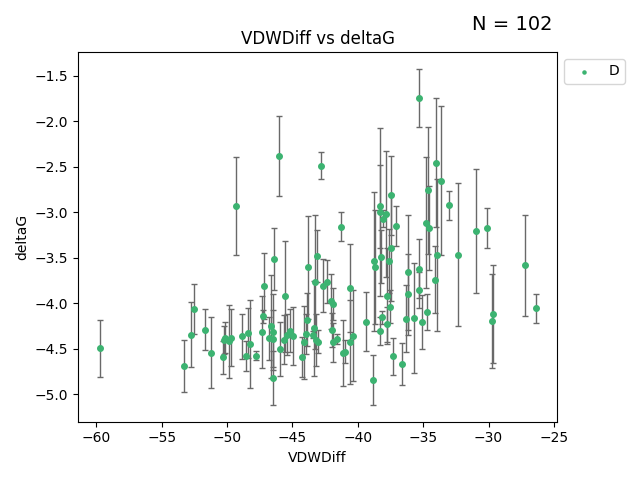 N = 102
VDWDiff vs deltaG
D
−1.5
−2.0
−2.5
−3.0
−3.5
−4.0
−4.5
−5.0
deltaG
−60 −55 −50 −45 −40 −35 −30 −25
VDWDiff